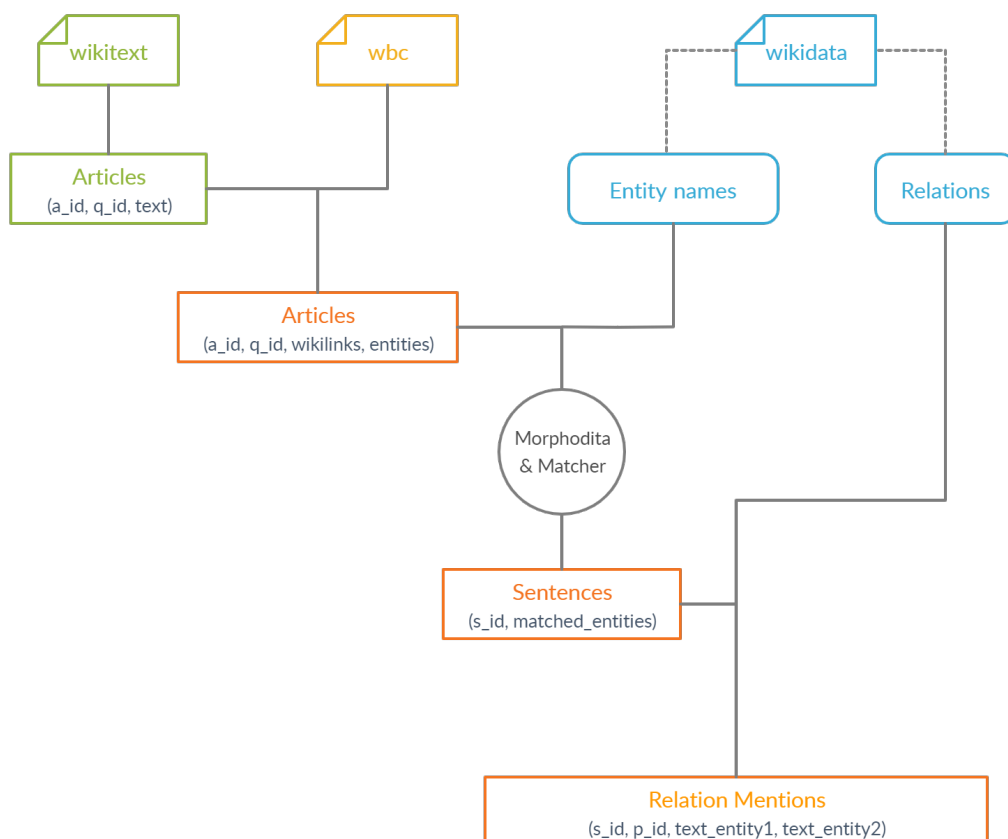 wikitext
wbc
wikidata
Articles
(a_id, q_id, text)
Entity names
Relations
Articles
(a_id, q_id, wikilinks, entities)
Morphodita
& Matcher
Sentences
(s_id, matched_entities)
Relation Mentions
(s_id, p_id, text_entity1, text_entity2)